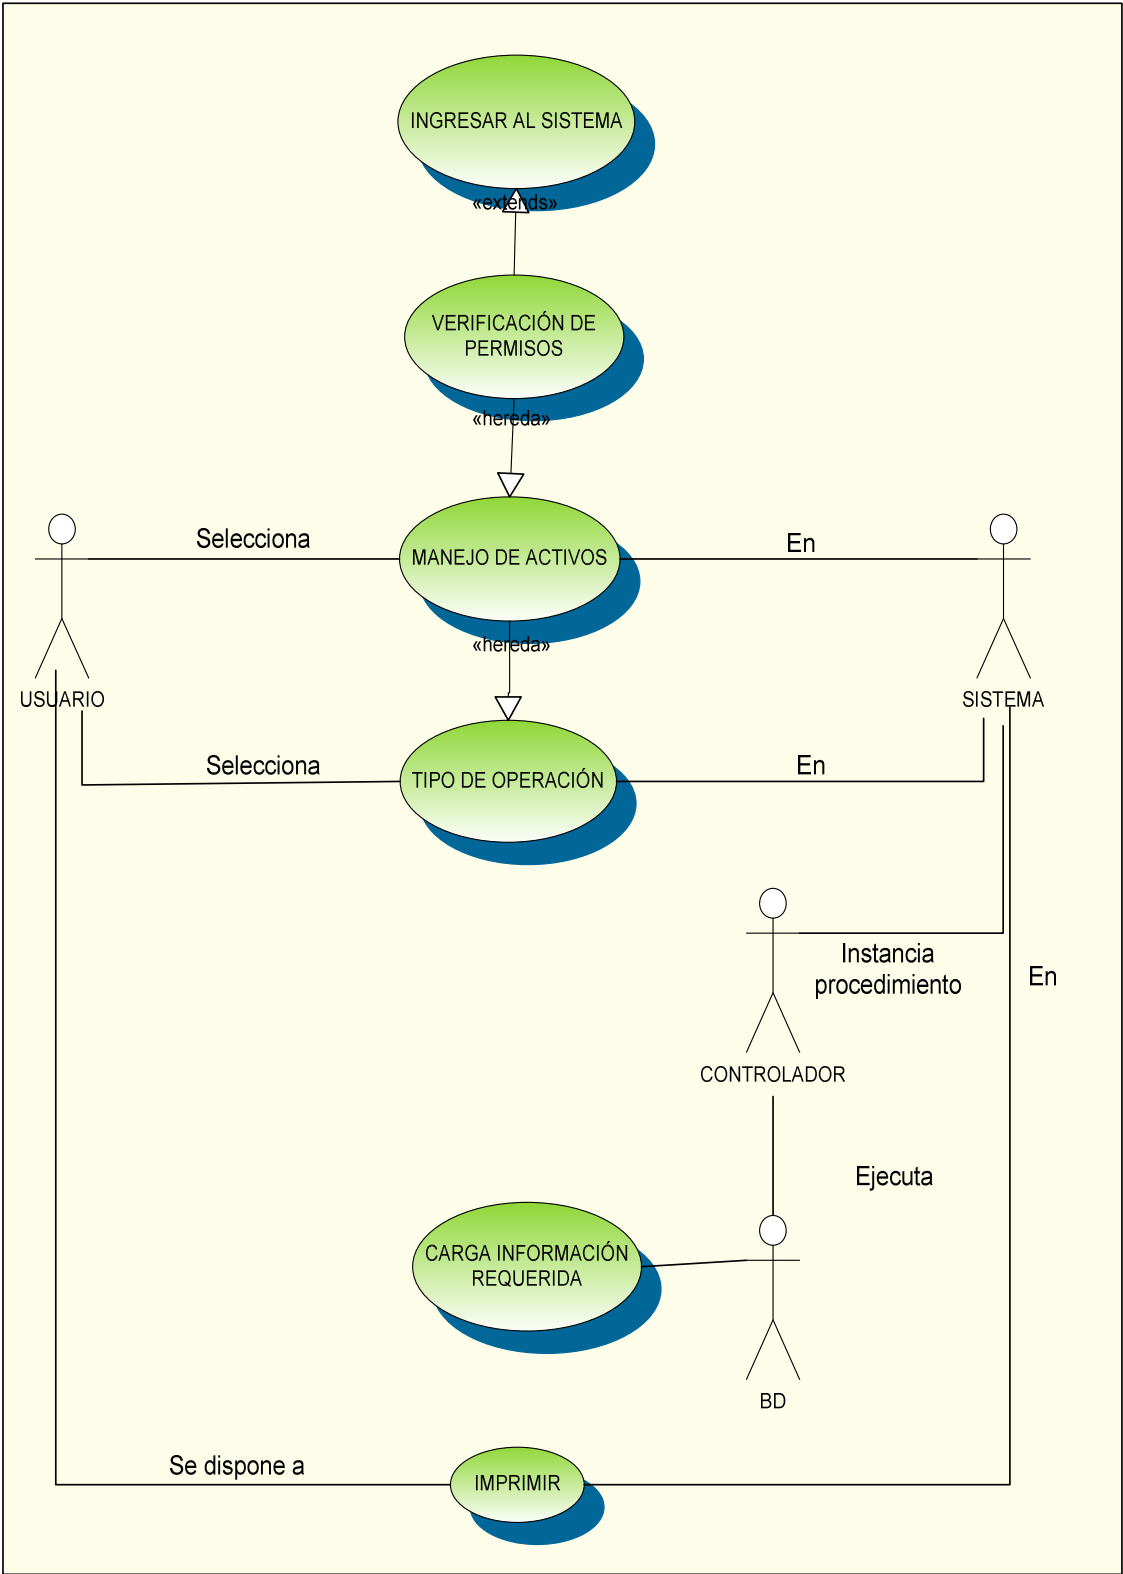 INGRESAR AL SISTEMA
«extends»
VERIFICACIÓN DE
PERMISOS
«hereda»
Selecciona
MANEJO DE ACTIVOS
En
«hereda»
USUARIO
SISTEMA
Selecciona
TIPO DE OPERACIÓN
En
Instancia
procedimiento
En
CONTROLADOR
Ejecuta
CARGA INFORMACIÓN
REQUERIDA
BD
Se dispone a
IMPRIMIR